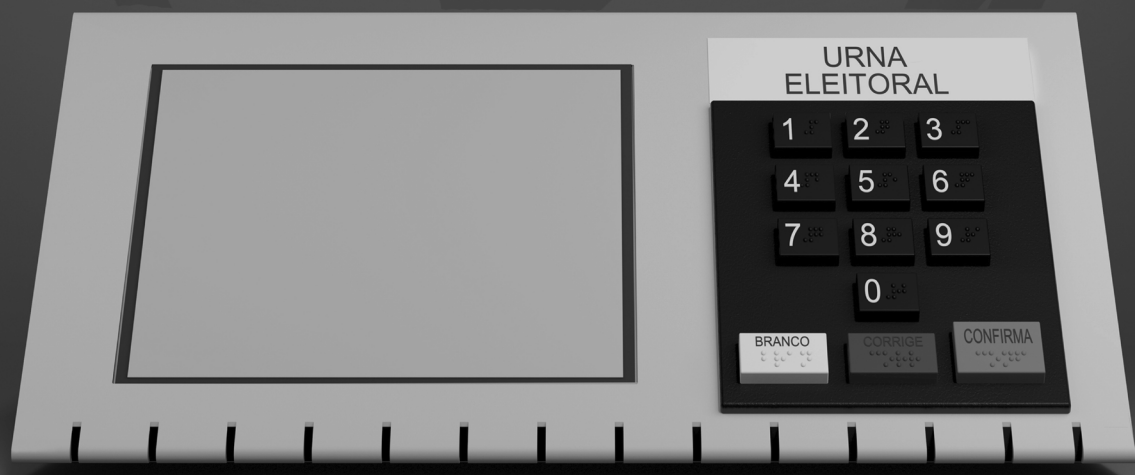 URNA
ELEITORAL
1 2 3
4 5 6
7 8 9
0
BRANCO CORRIGE CONFIRMA